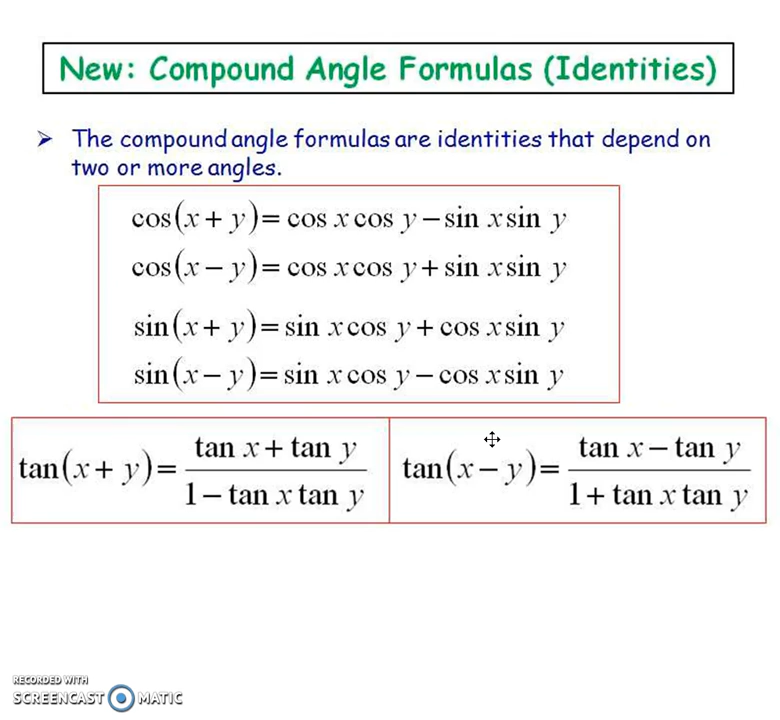 New: Compound Angle Formulas (Identities)
➢ The compound angle formulas are identities that depend on
two or more angles.
cos(x + y)= cos x cos y − sin x sin y
cos(x − y)= cos x cos y + sin x sin y
sin(x + y)= sin x cos y + cos x sin y
sin(x − y)= sin x cos y − cos x sin y
tan(x + y)= (tan x + tan y)/(1 − tan x tan y)
tan(x − y)= (tan x − tan y)/(1 + tan x tan y)
RECORDED WITH
SCREENCAST MATIC